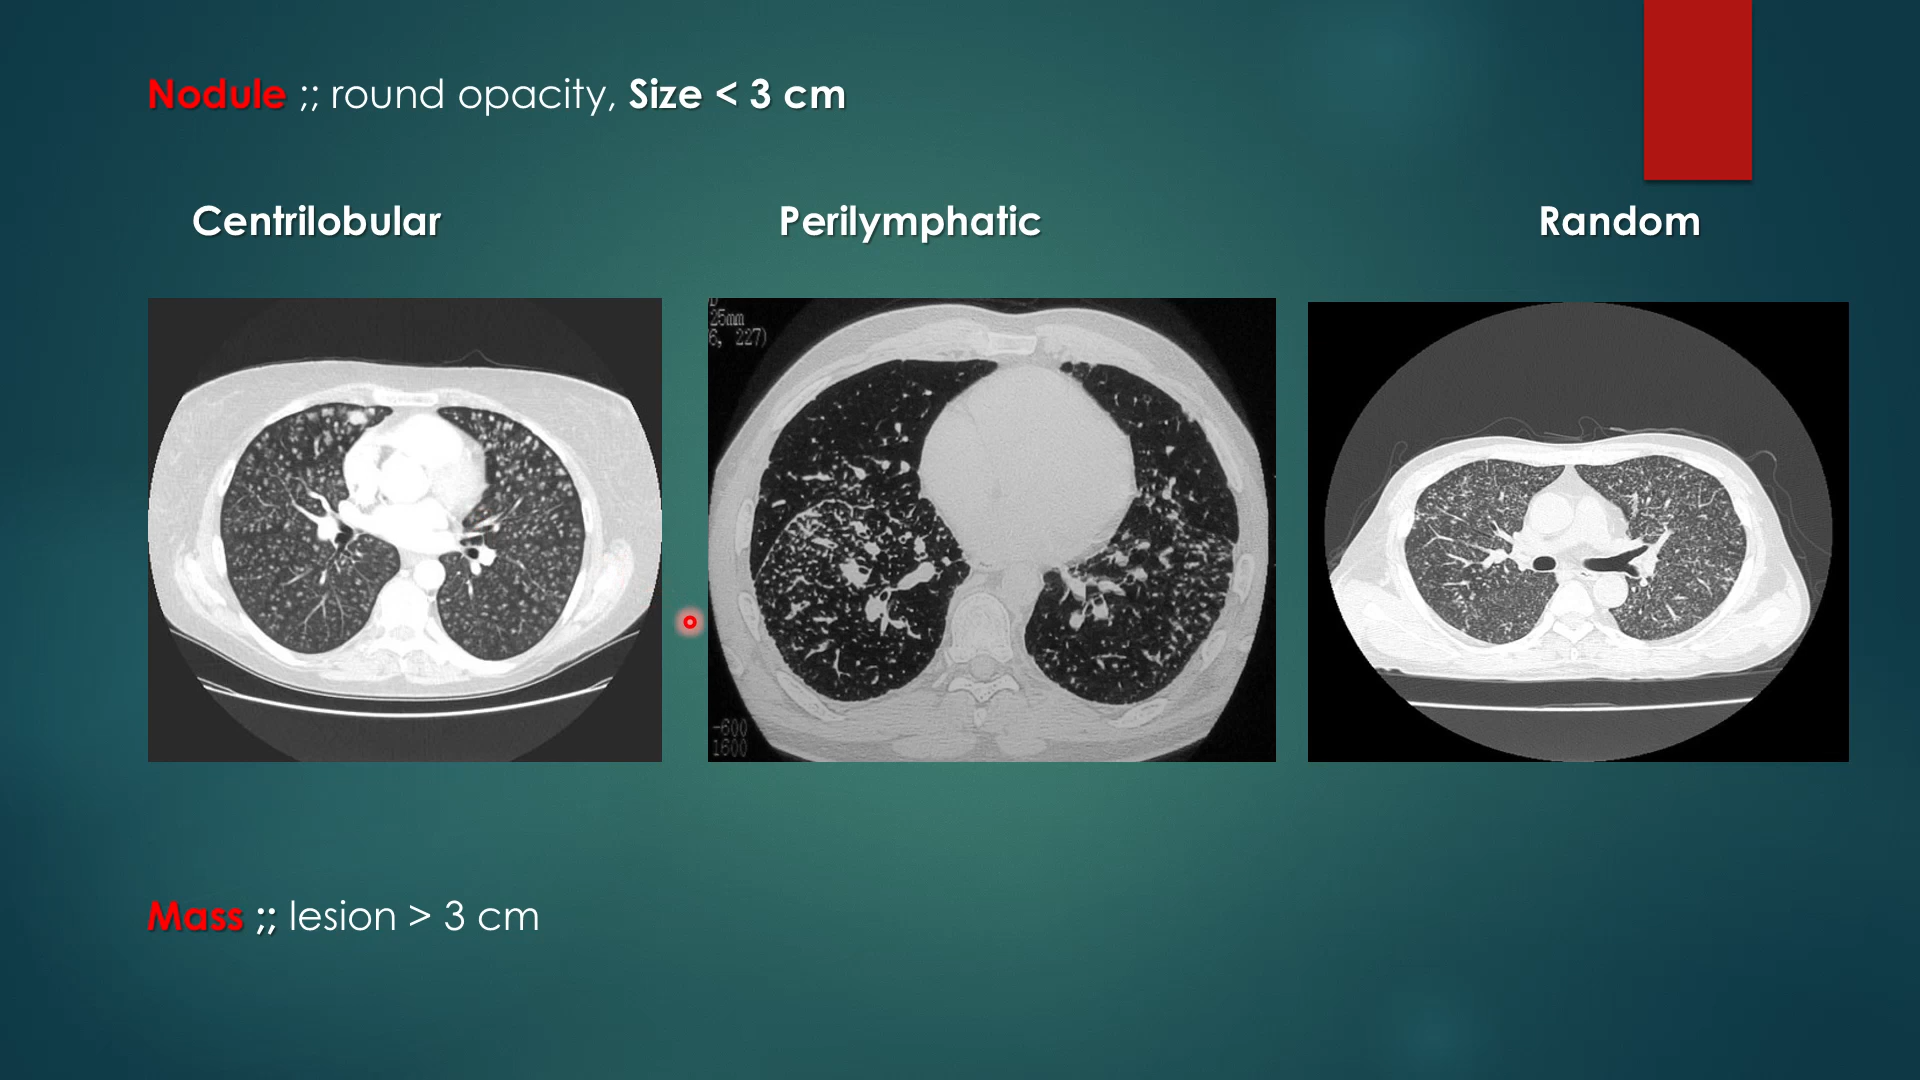 Nodule ;; round opacity, Size < 3 cm
Centrilobular
Perilymphatic
Random
25mm
6, 227)
-600
1600
Mass ;; lesion > 3 cm